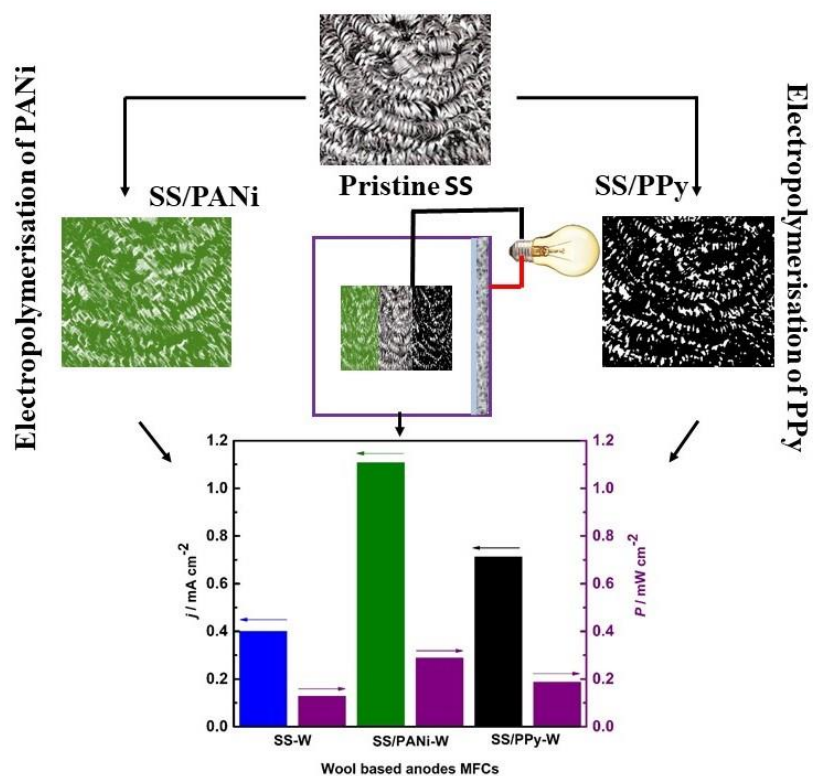 Electropolymerisation of PANi
Pristine SS
SS/PANi
SS/PPy
Electropolymerisation of PPy
1.2
1.0
0.8
0.6
0.4
0.2
0.0
j / mA cm-2
1.2
1.0
0.8
0.6
0.4
0.2
0.0
P / mW cm-2
SS-W
SS/PANi-W
SS/PPy-W
Wool based anodes MFCs